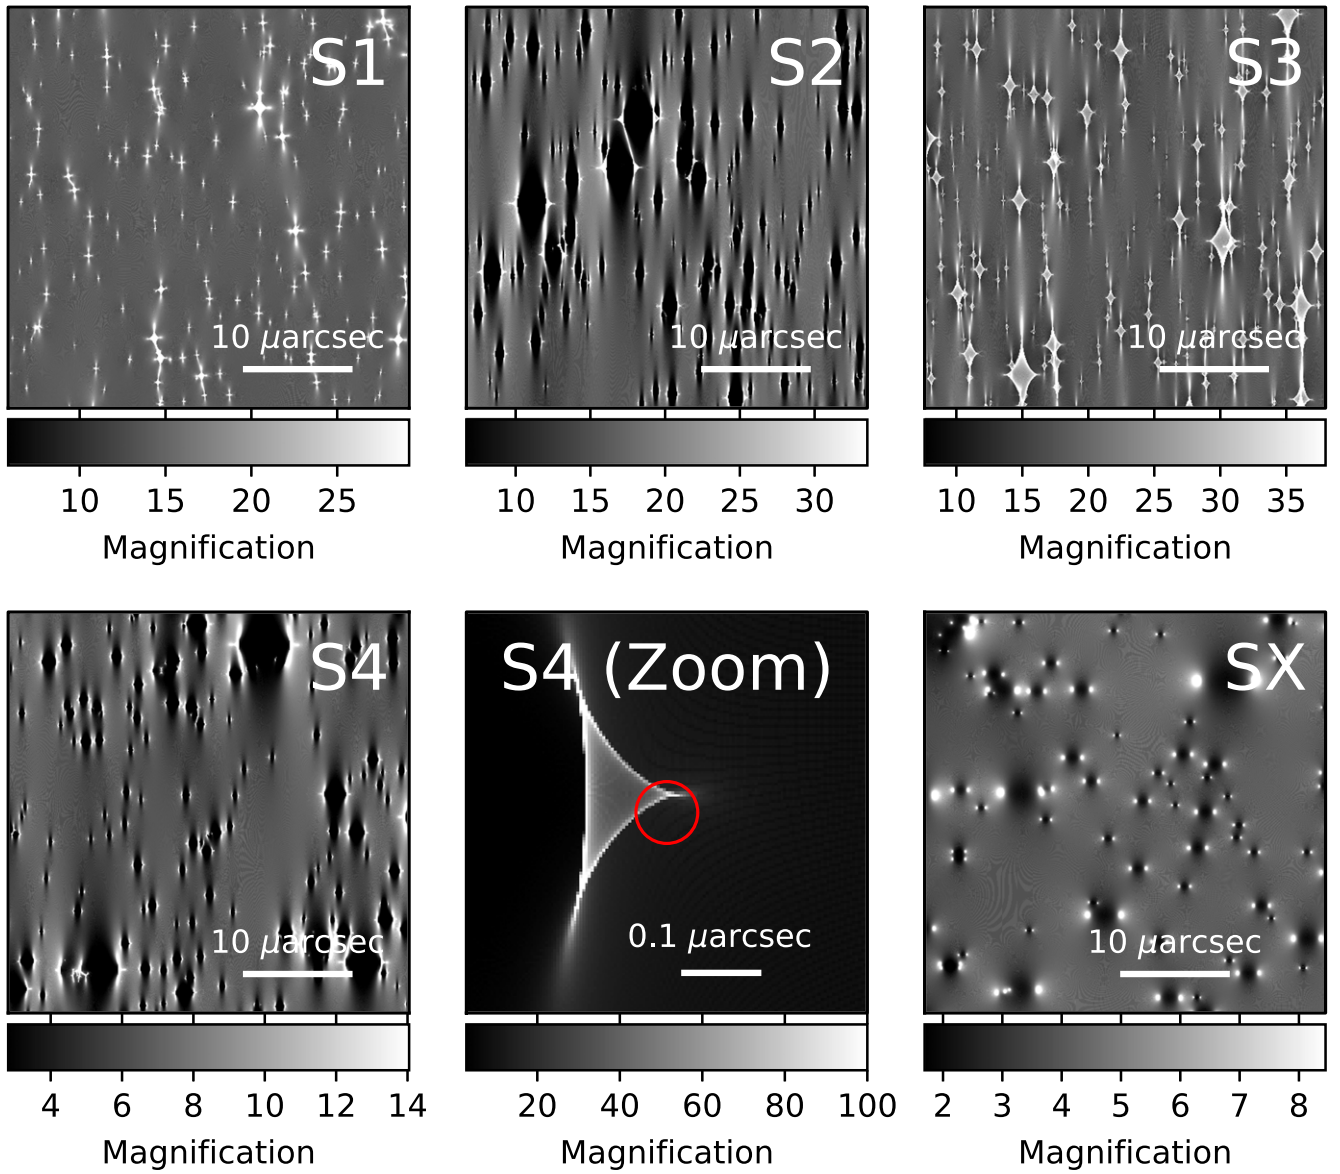 S1
10 μarcsec
10 15 20 25
Magnification
S2
10 μarcsec
10 15 20 25 30
Magnification
S3
10 μarcsec
10 15 20 25 30 35
Magnification
S4
10 μarcsec
4 6 8 10 12 14
Magnification
S4 (Zoom)
0.1 μarcsec
20 40 60 80 100
Magnification
SX
10 μarcsec
2 3 4 5 6 7 8
Magnification